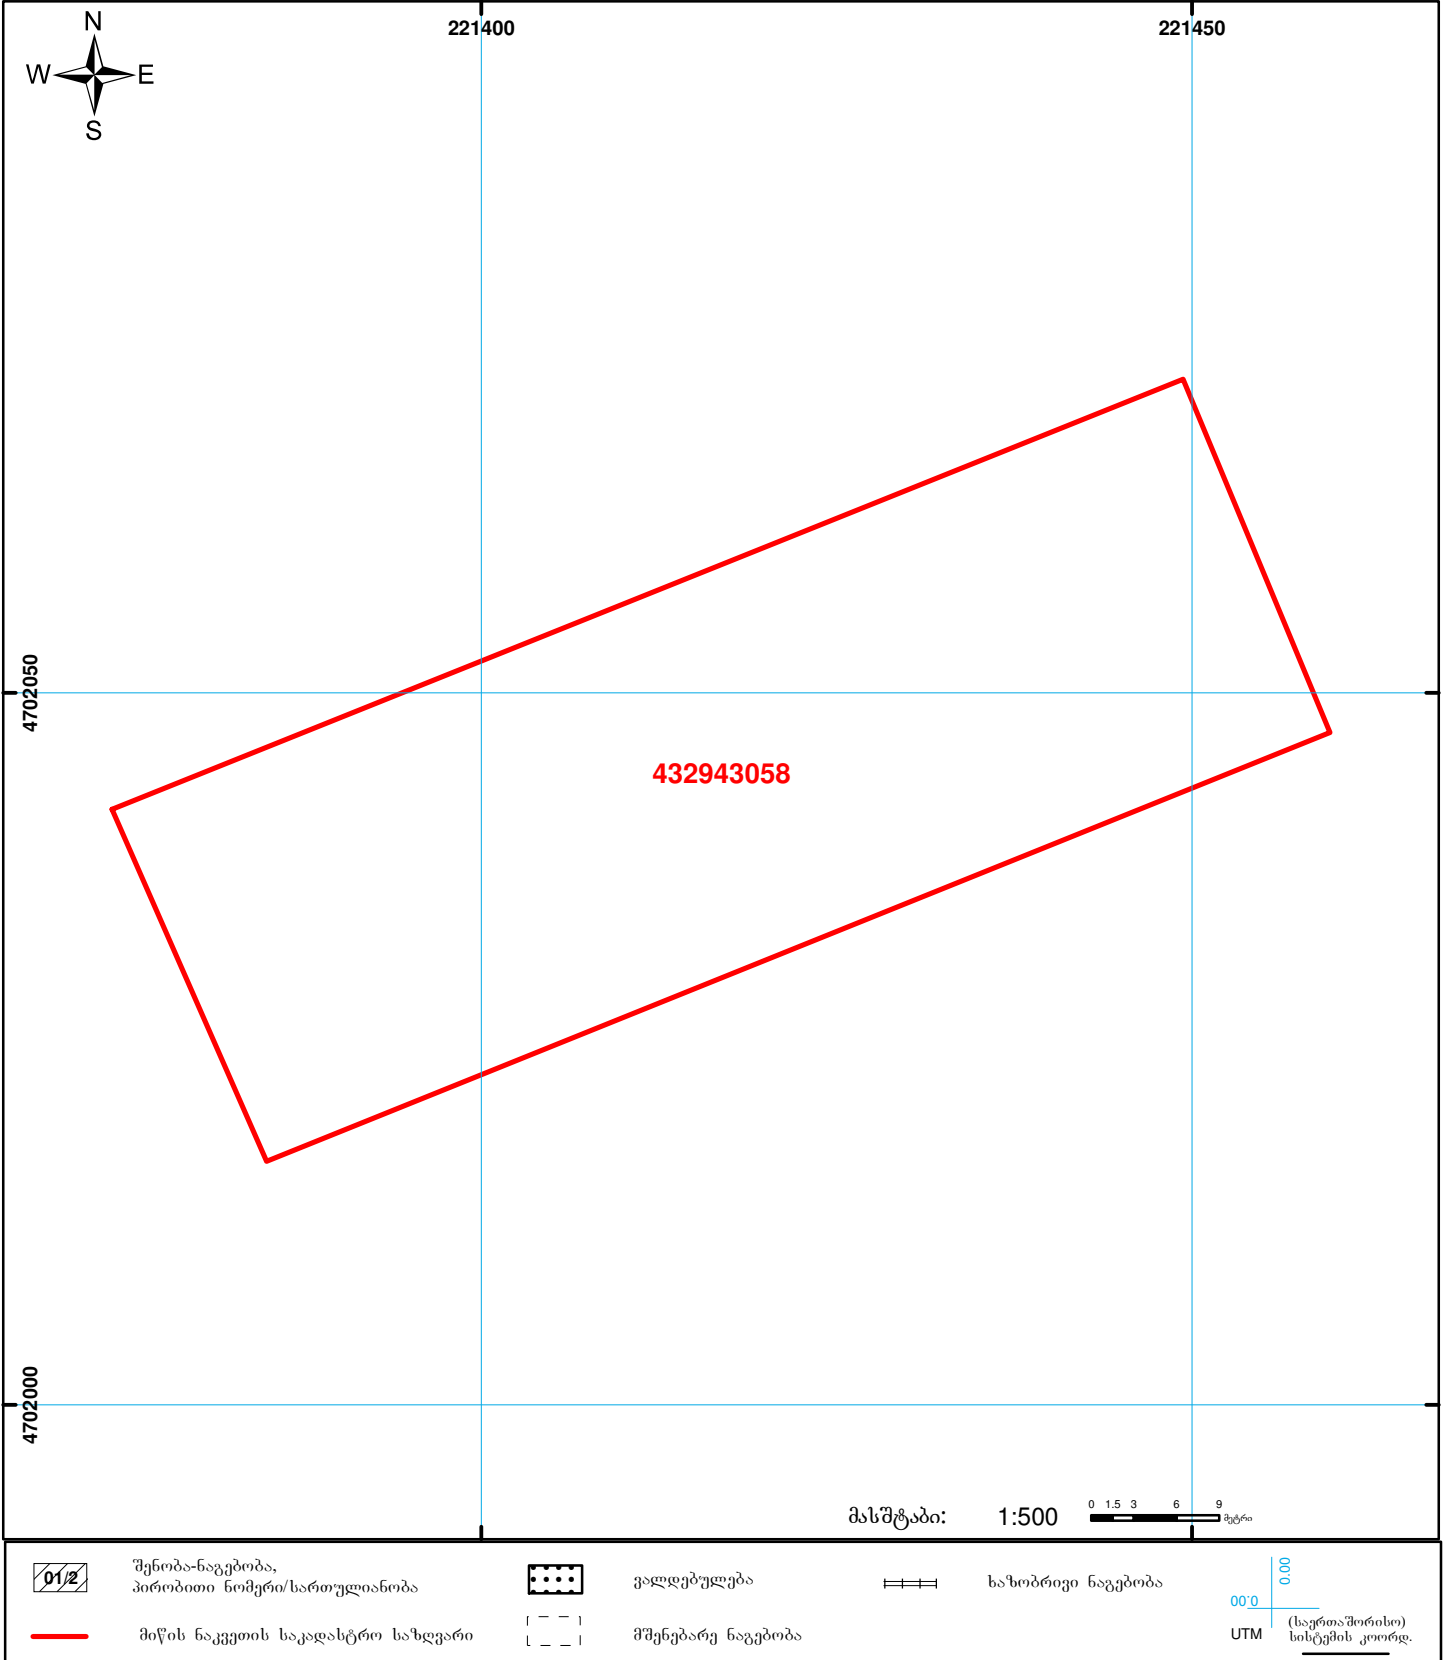 N
W E
S
221400 221450
4702050
432943058
4702000
მასშტაბი: 1:500
0 1.5 3 6 9
მეტრი
01/2
შენობა-ნაგებობა,
პირობითი ნომერი/სართულიანობა
ვალდებულება
ხაზობრივი ნაგებობა
მიწის ნაკვეთის საკადასტრო საზღვარი
მშენებარე ნაგებობა
0.00
0.00
UTM
(საერთაშორისო)
სისტემის კოორდ.